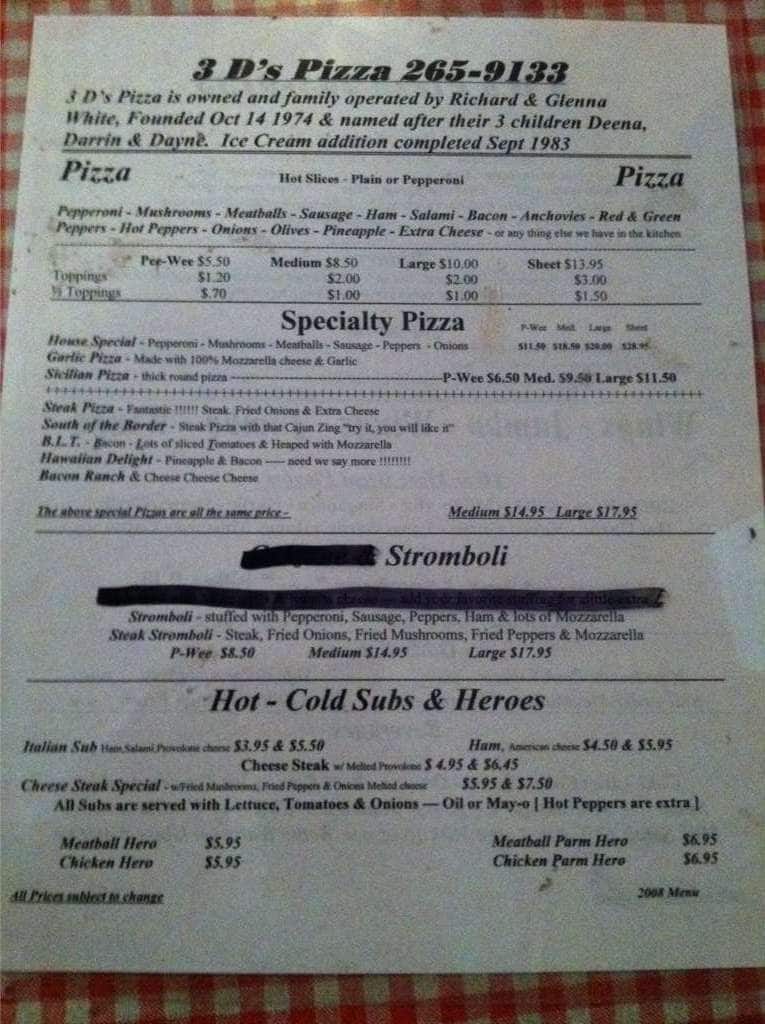 3 D's Pizza 265-9133
3 D's Pizza is owned and family operated by Richard & Glenna
White, Founded Oct 14 1974 & named after their 3 children Deena,
Darrin & Dayne. Ice Cream addition completed Sept 1983
Pizza Hot Slices - Plain or Pepperoni Pizza
Pepperoni - Mushrooms - Meatballs - Sausage - Ham - Salami - Bacon - Anchovies - Red & Green
Peppers - Hot Peppers - Onions - Olives - Pineapple - Extra Cheese - or any thing else we have in the kitchen
Pee-Wee $5.50 Medium $8.50 Large $10.00 Sheet $13.95
Toppings $1.20 $2.00 $2.00 $3.00
½ Toppings $.70 $1.00 $1.00 $1.50
Specialty Pizza P-Wee Med. Large Sheet
House Special - Pepperoni - Mushrooms - Meatballs - Sausage - Peppers - Onions $11.50 $18.50 $20.00 $28.95
Garlic Pizza - Made with 100% Mozzarella cheese & Garlic
Sicilian Pizza - thick round pizza ---P-Wee $6.50 Med. $9.50 Large $11.50
Steak Pizza - Fantastic !!!!!! Steak, Fried Onions & Extra Cheese
South of the Border - Steak Pizza with that Cajun Zing "try it, you will like it"
B.L.T. - Bacon - Lots of sliced Tomatoes & Heaped with Mozzarella
Hawaiian Delight - Pineapple & Bacon ----- need we say more !!!!!!!!
Bacon Ranch & Cheese Cheese Cheese
The above special Pizzas are all the same price - Medium $14.95 Large $17.95
& Stromboli
add your favorite stuffing for a little extra
Stromboli - stuffed with Pepperoni, Sausage, Peppers, Ham & lots of Mozzarella
Steak Stromboli - Steak, Fried Onions, Fried Mushrooms, Fried Peppers & Mozzarella
P-Wee $8.50 Medium $14.95 Large $17.95
Hot - Cold Subs & Heroes
Italian Sub Ham, Salami, Provolone cheese $3.95 & $5.50 Ham, American cheese $4.50 & $5.95
Cheese Steak w/ Melted Provolone $ 4.95 & $6.45
Cheese Steak Special - w/Fried Mushrooms, Fried Peppers & Onions Melted cheese $5.95 & $7.50
All Subs are served with Lettuce, Tomatoes & Onions — Oil or May-o [ Hot Peppers are extra ]
Meatball Hero $5.95 Meatball Parm Hero $6.95
Chicken Hero $5.95 Chicken Parm Hero $6.95
All Prices subject to change 2008 Menu